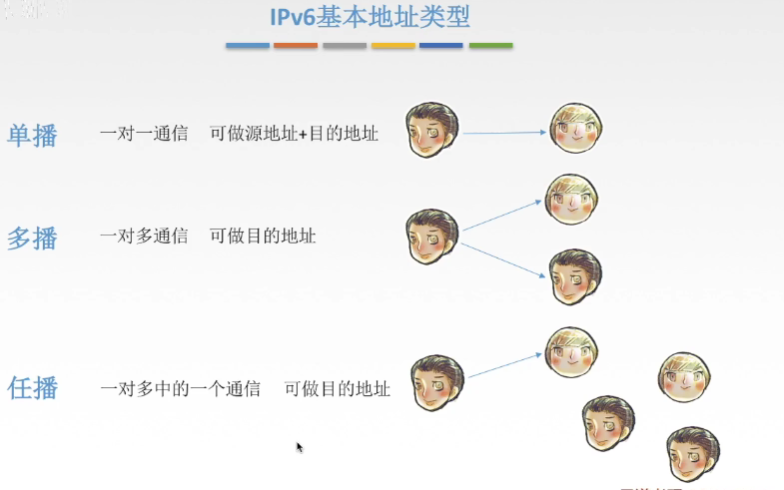 IPv6基本地址类型
单播 一对一通信 可做源地址+目的地址
多播 一对多通信 可做目的地址
任播 一对多中的一个通信 可做目的地址